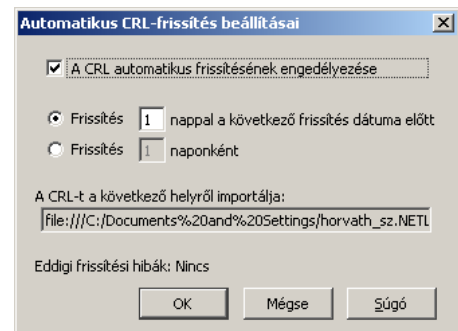 Automatikus CRL-frissítés beállításai
A CRL automatikus frissítésének engedélyezése
Frissítés 1 nappal a következő frissítés dátuma előtt
Frissítés 1 naponként
A CRL-t a következő helyről importálja:
file:///C:/Documents%20and%20Settings/horvath_sz.NETL
Eddigi frissítési hibák: Nincs
OK Mégse Súgó